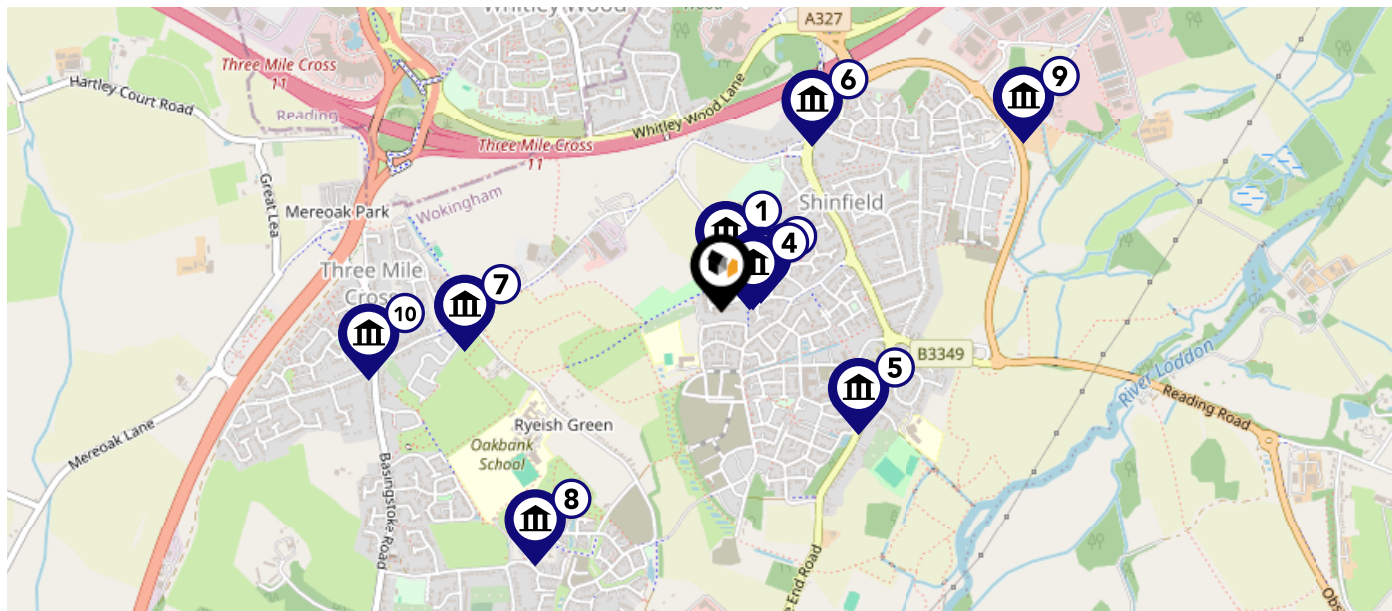 Whitley Wood
Wood
A327
Three Mile Cross
11
Hartley Court Road
Reading
Whitley Wood Lane
6
9
Three Mile Cross
11
Great Lea
Mereoak Park
Wokingham
Shinfield
1
4
Three Mile
Cross
7
10
B3349
5
River Loddon
Reading Road
Mereoak Lane
Ryeish Green
Oakbank
School
Basingstoke Road
8
End Road